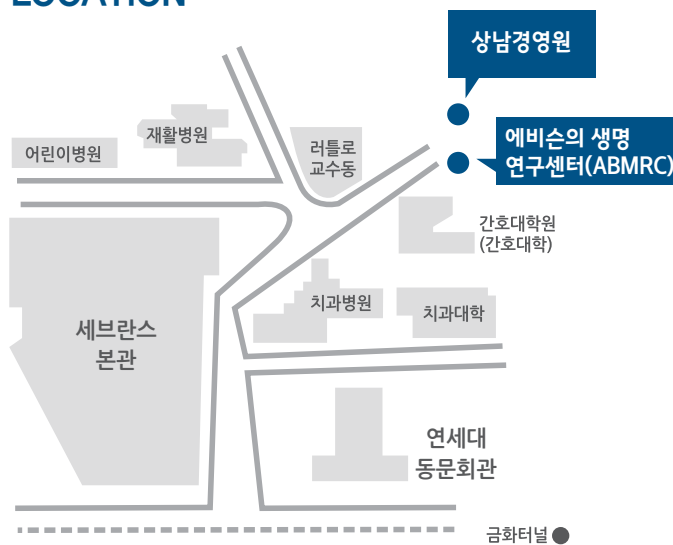 LOCATION
상남경영원
에비슨의 생명
연구센터(ABMRC)
재활병원
어린이병원
러틀로
교수동
간호대학원
(간호대학)
치과병원
치과대학
세브란스
본관
연세대
동문회관
금화터널